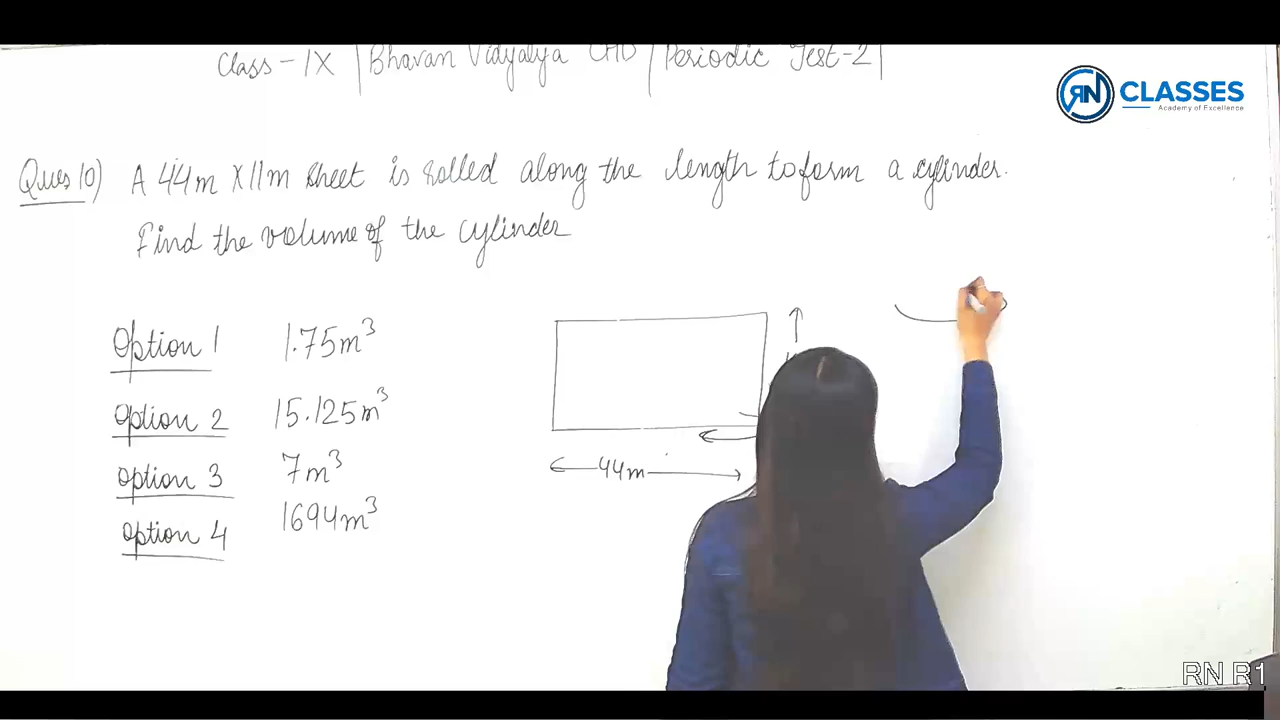 Class - IX | Bhavan Vidyalya CHD | Periodic Test-2 |
RN CLASSES
Academy of Excellence
Ques 10) A 44m X 11m sheet is rolled along the length to form a cylinder.
Find the volume of the cylinder
Option 1 1.75m³
Option 2 15.125m³
Option 3 7m³
Option 4 1694m³
44m
RN R1